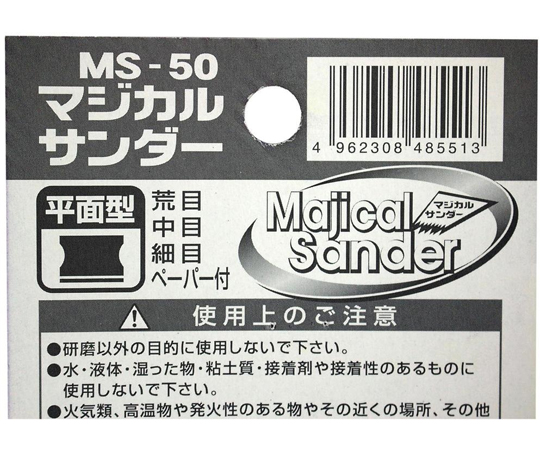 MS-50
マジカル
サンダー
4 962308 485513
平面型
荒目
中目
細目
ペーパー付
Majical
Sander
マジカル
サンダー
使用上のご注意
●研磨以外の目的に使用しないで下さい。
●水・液体・湿った物・粘土質・接着剤や接着性のあるものに
使用しないで下さい。
●火気類、高温物や発火性のある物やその近くの場所、その他